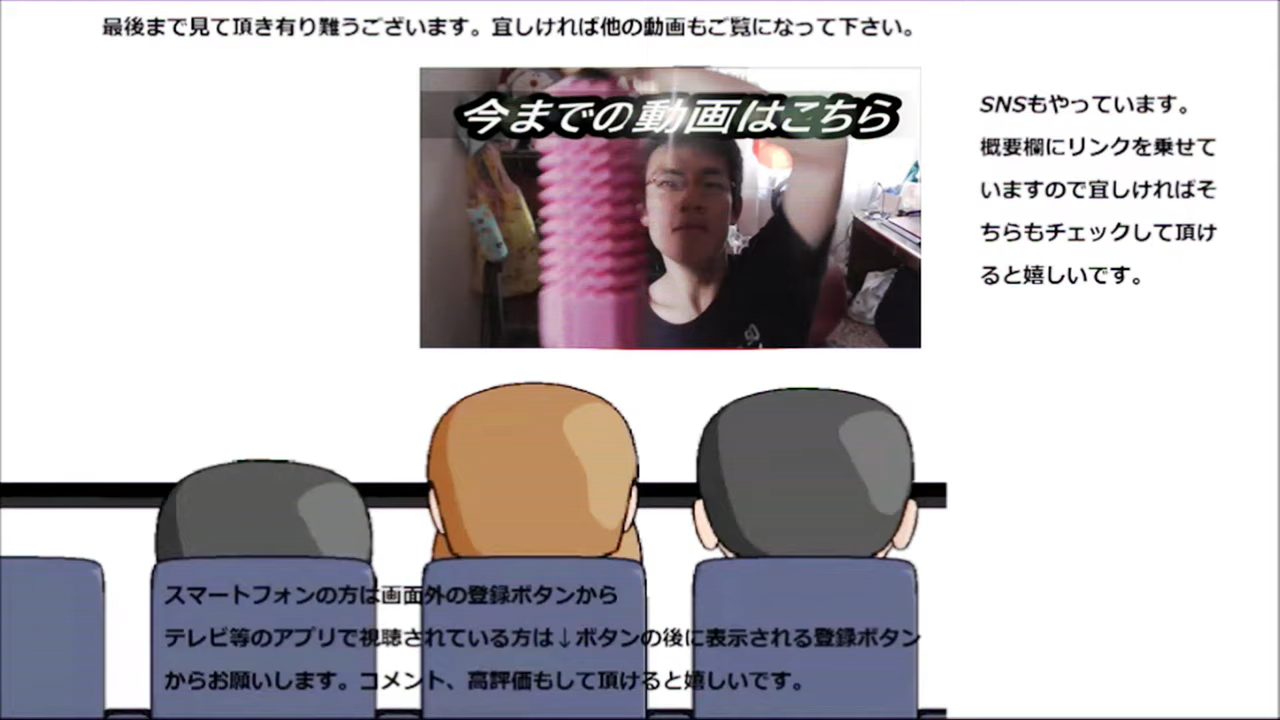 最後まで見て頂き有り難うございます。宜しければ他の動画もご覧になって下さい。
今までの動画はこちら
SNSもやっています。
概要欄にリンクを乗せて
いますので宜しければそ
ちらもチェックして頂け
ると嬉しいです。
スマートフォンの方は画面外の登録ボタンから
テレビ等のアプリで視聴されている方は↓ボタンの後に表示される登録ボタン
からお願いします。コメント、高評価もして頂けると嬉しいです。